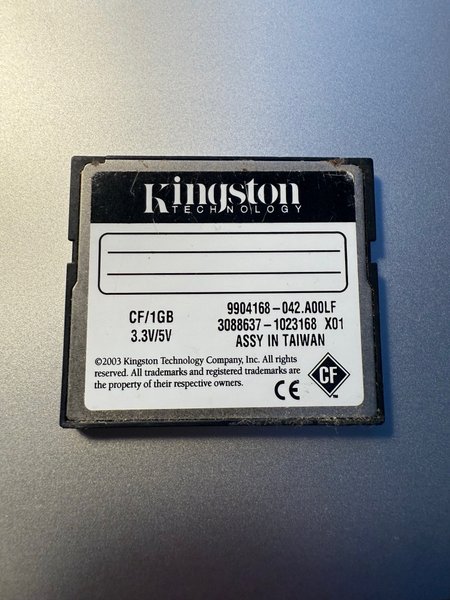 Kingston
TECHNOLOGY
CF/1GB
3.3V/5V
9904168-042.A00LF
3088637-1023168 X01
ASSY IN TAIWAN
©2003 Kingston Technology Company, Inc. All rights
reserved. All trademarks and registered trademarks are
the property of their respective owners.
CE
CF
TM